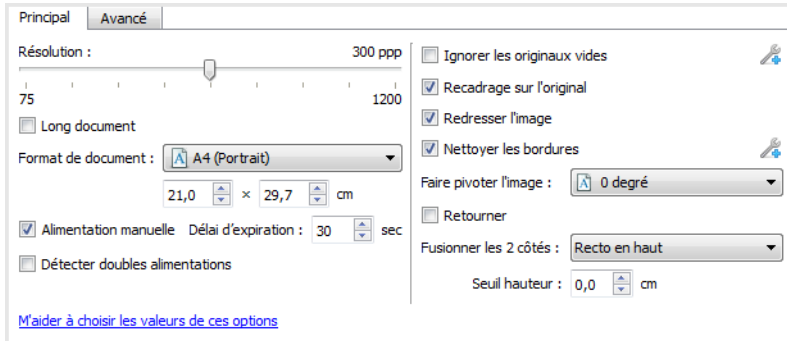 Principal Avancé
Résolution : 300 ppp
75 1200
Long document
Format de document : A4 (Portrait)
21,0 × 29,7 cm
Alimentation manuelle Délai d'expiration : 30 sec
Détecter doubles alimentations
M'aider à choisir les valeurs de ces options
Ignorer les originaux vides
Recadrage sur l'original
Redresser l'image
Nettoyer les bordures
Faire pivoter l'image : 0 degré
Retourner
Fusionner les 2 côtés : Recto en haut
Seuil hauteur : 0,0 cm